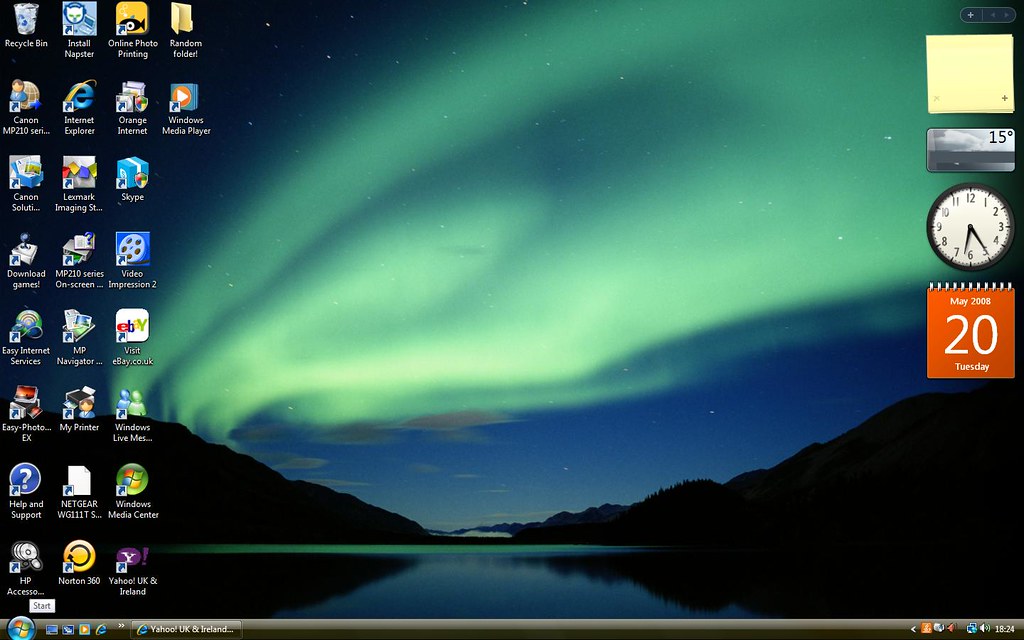 Recycle Bin
Install
Napster
Online Photo
Printing
Random
folder!
Canon
MP210 seri...
Internet
Explorer
Orange
Internet
Windows
Media Player
Canon
Soluti...
Lexmark
Imaging St...
Skype
Download
games!
MP210 series
On-screen ...
Video
Impression 2
Easy Internet
Services
MP
Navigator ...
ebY
Visit
eBay.co.uk
Easy-Photo...
EX
My Printer
Windows
Live Mes...
Help and
Support
NETGEAR
WG111T S...
Windows
Media Center
HP
Accesso...
Norton 360
Y!
Yahoo! UK &
Ireland
15°
12
1
2
3
4
5
6
7
8
9
10
11
May 2008
20
Tuesday
Start
Yahoo! UK & Ireland...
18:24